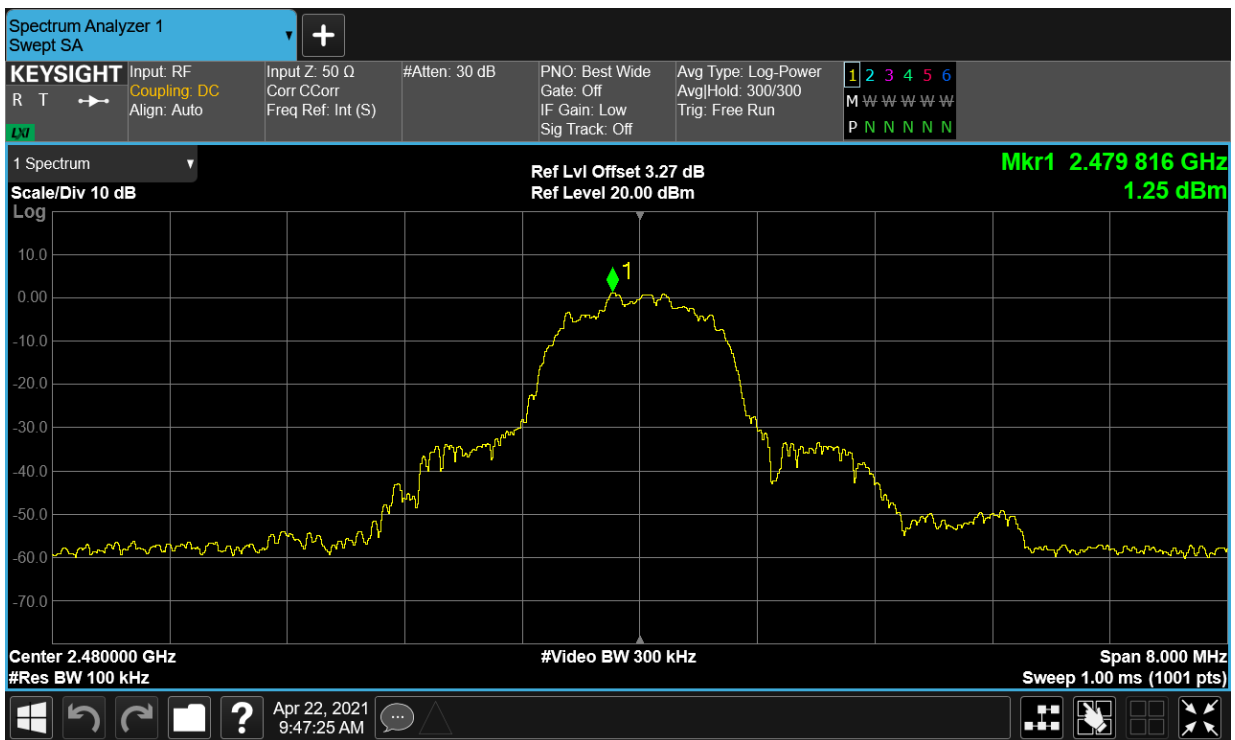 Spectrum Analyzer 1
Swept SA
+
KEYSIGHT
R T
LXI
Input: RF
Coupling: DC
Align: Auto
Input Z: 50 Ω
Corr CCorr
Freq Ref: Int (S)
#Atten: 30 dB
PNO: Best Wide
Gate: Off
IF Gain: Low
Sig Track: Off
Avg Type: Log-Power
Avg|Hold: 300/300
Trig: Free Run
1 2 3 4 5 6
M W W W W W
P N N N N N
1 Spectrum
Scale/Div 10 dB
Log
Ref Lvl Offset 3.27 dB
Ref Level 20.00 dBm
Mkr1 2.479 816 GHz
1.25 dBm
10.0
1
0.00
-10.0
-20.0
-30.0
-40.0
-50.0
-60.0
-70.0
Center 2.480000 GHz
#Res BW 100 kHz
#Video BW 300 kHz
Span 8.000 MHz
Sweep 1.00 ms (1001 pts)
?
Apr 22, 2021
9:47:25 AM